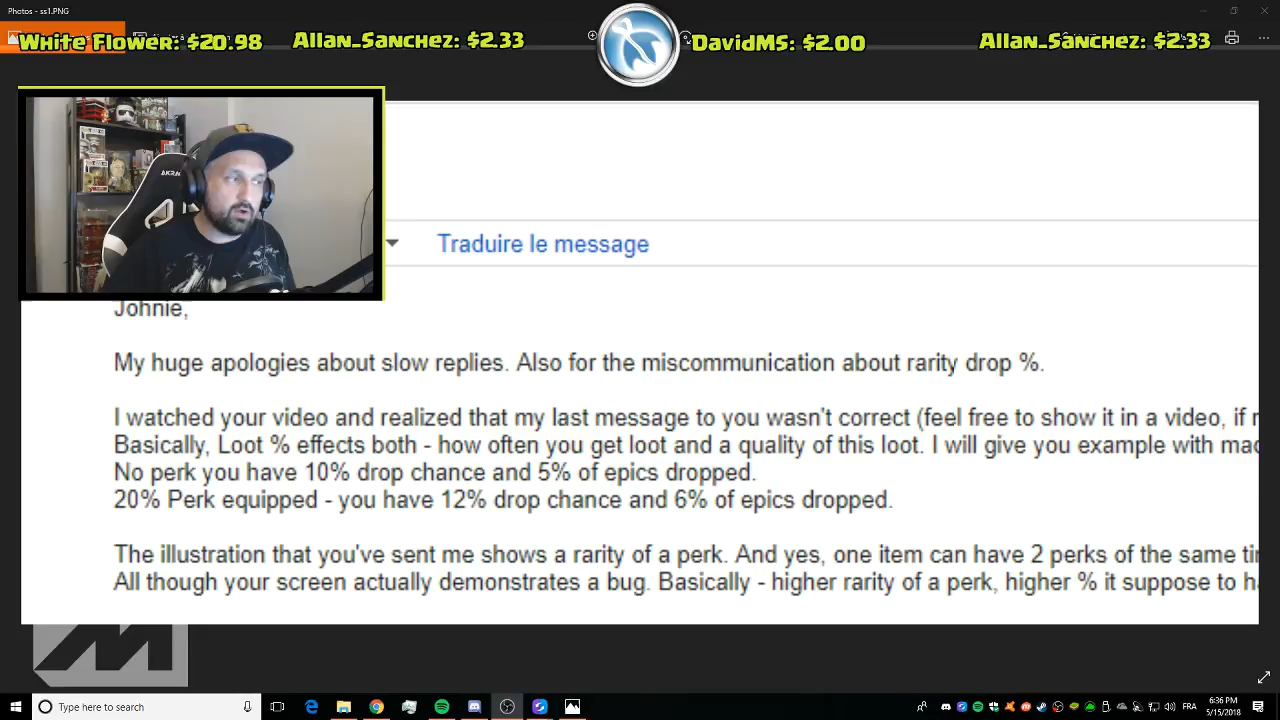 Photos - ss1.PNG
White Flower: $20.98
Allan_Sanchez: $2.33
DavidMS: $2.00
Allan_Sanchez: $2.33
AKRAC
Traduire le message
Johnie,
My huge apologies about slow replies. Also for the miscommunication about rarity drop %.
I watched your video and realized that my last message to you wasn't correct (feel free to show it in a video, if
Basically, Loot % effects both - how often you get loot and a quality of this loot. I will give you example with
No perk you have 10% drop chance and 5% of epics dropped.
20% Perk equipped - you have 12% drop chance and 6% of epics dropped.
The illustration that you've sent me shows a rarity of a perk. And yes, one item can have 2 perks of the same
All though your screen actually demonstrates a bug. Basically - higher rarity of a perk, higher % it suppose to
Type here to search
FRA
6:36 PM
5/15/2018